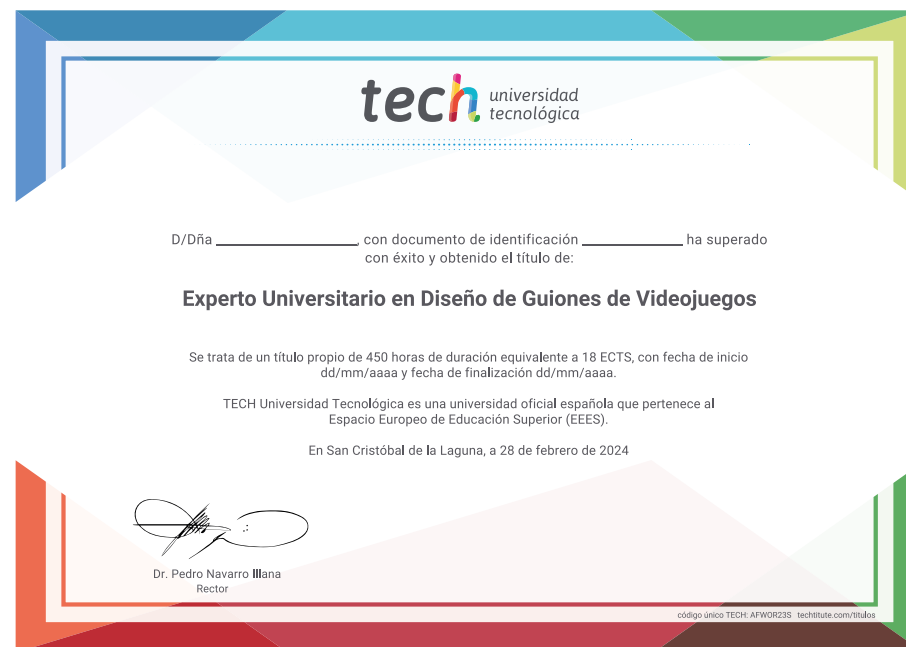 tech universidad
tecnológica
D/Dña ______________, con documento de identificación __________ ha superado
con éxito y obtenido el título de:
Experto Universitario en Diseño de Guiones de Videojuegos
Se trata de un título propio de 450 horas de duración equivalente a 18 ECTS, con fecha de inicio
dd/mm/aaaa y fecha de finalización dd/mm/aaaa.
TECH Universidad Tecnológica es una universidad oficial española que pertenece al
Espacio Europeo de Educación Superior (EEES).
En San Cristóbal de la Laguna, a 28 de febrero de 2024
Dr. Pedro Navarro Illana
Rector
código único TECH: AFWOR23S techtitute.com/titulos